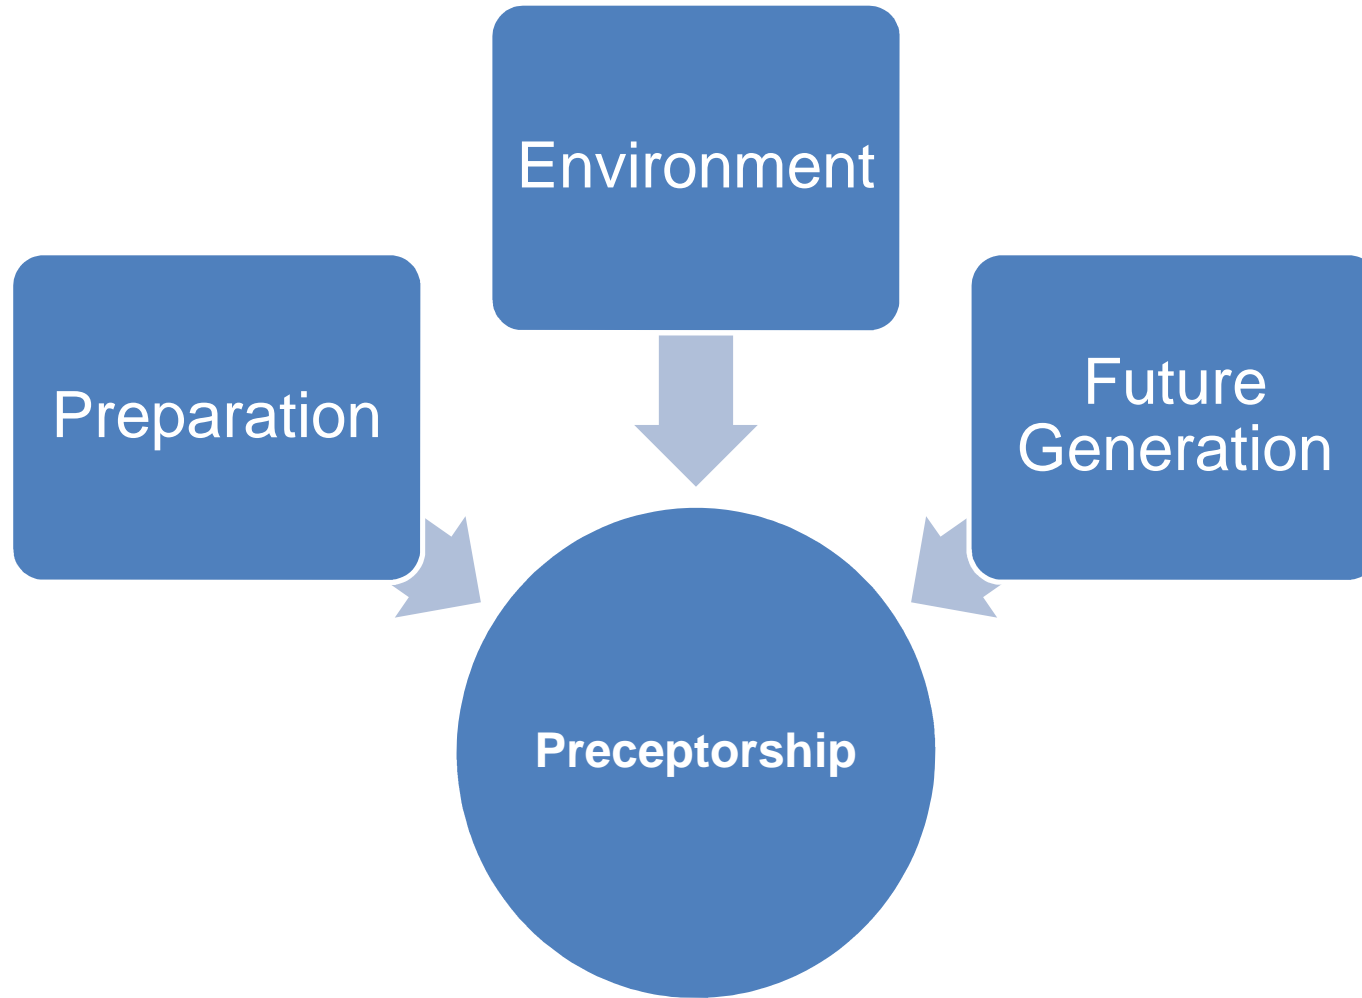 Environment
Preparation
Future
Generation
Preceptorship